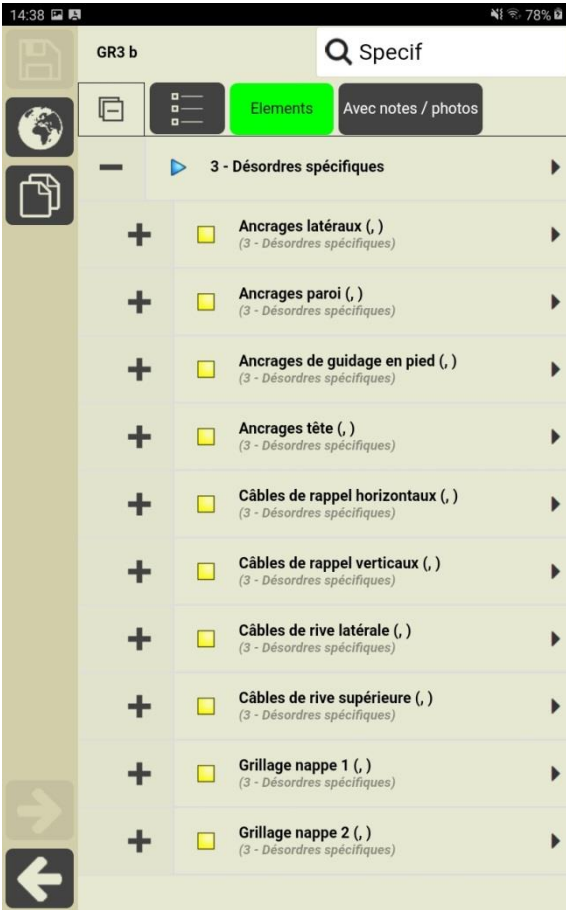 14:38
78%
GR3 b
Specif
Elements
Avec notes / photos
3 - Désordres spécifiques
Ancrages latéraux (, )
(3 - Désordres spécifiques)
Ancrages paroi (, )
(3 - Désordres spécifiques)
Ancrages de guidage en pied (, )
(3 - Désordres spécifiques)
Ancrages tête (, )
(3 - Désordres spécifiques)
Câbles de rappel horizontaux (, )
(3 - Désordres spécifiques)
Câbles de rappel verticaux (, )
(3 - Désordres spécifiques)
Câbles de rive latérale (, )
(3 - Désordres spécifiques)
Câbles de rive supérieure (, )
(3 - Désordres spécifiques)
Grillage nappe 1 (, )
(3 - Désordres spécifiques)
Grillage nappe 2 (, )
(3 - Désordres spécifiques)